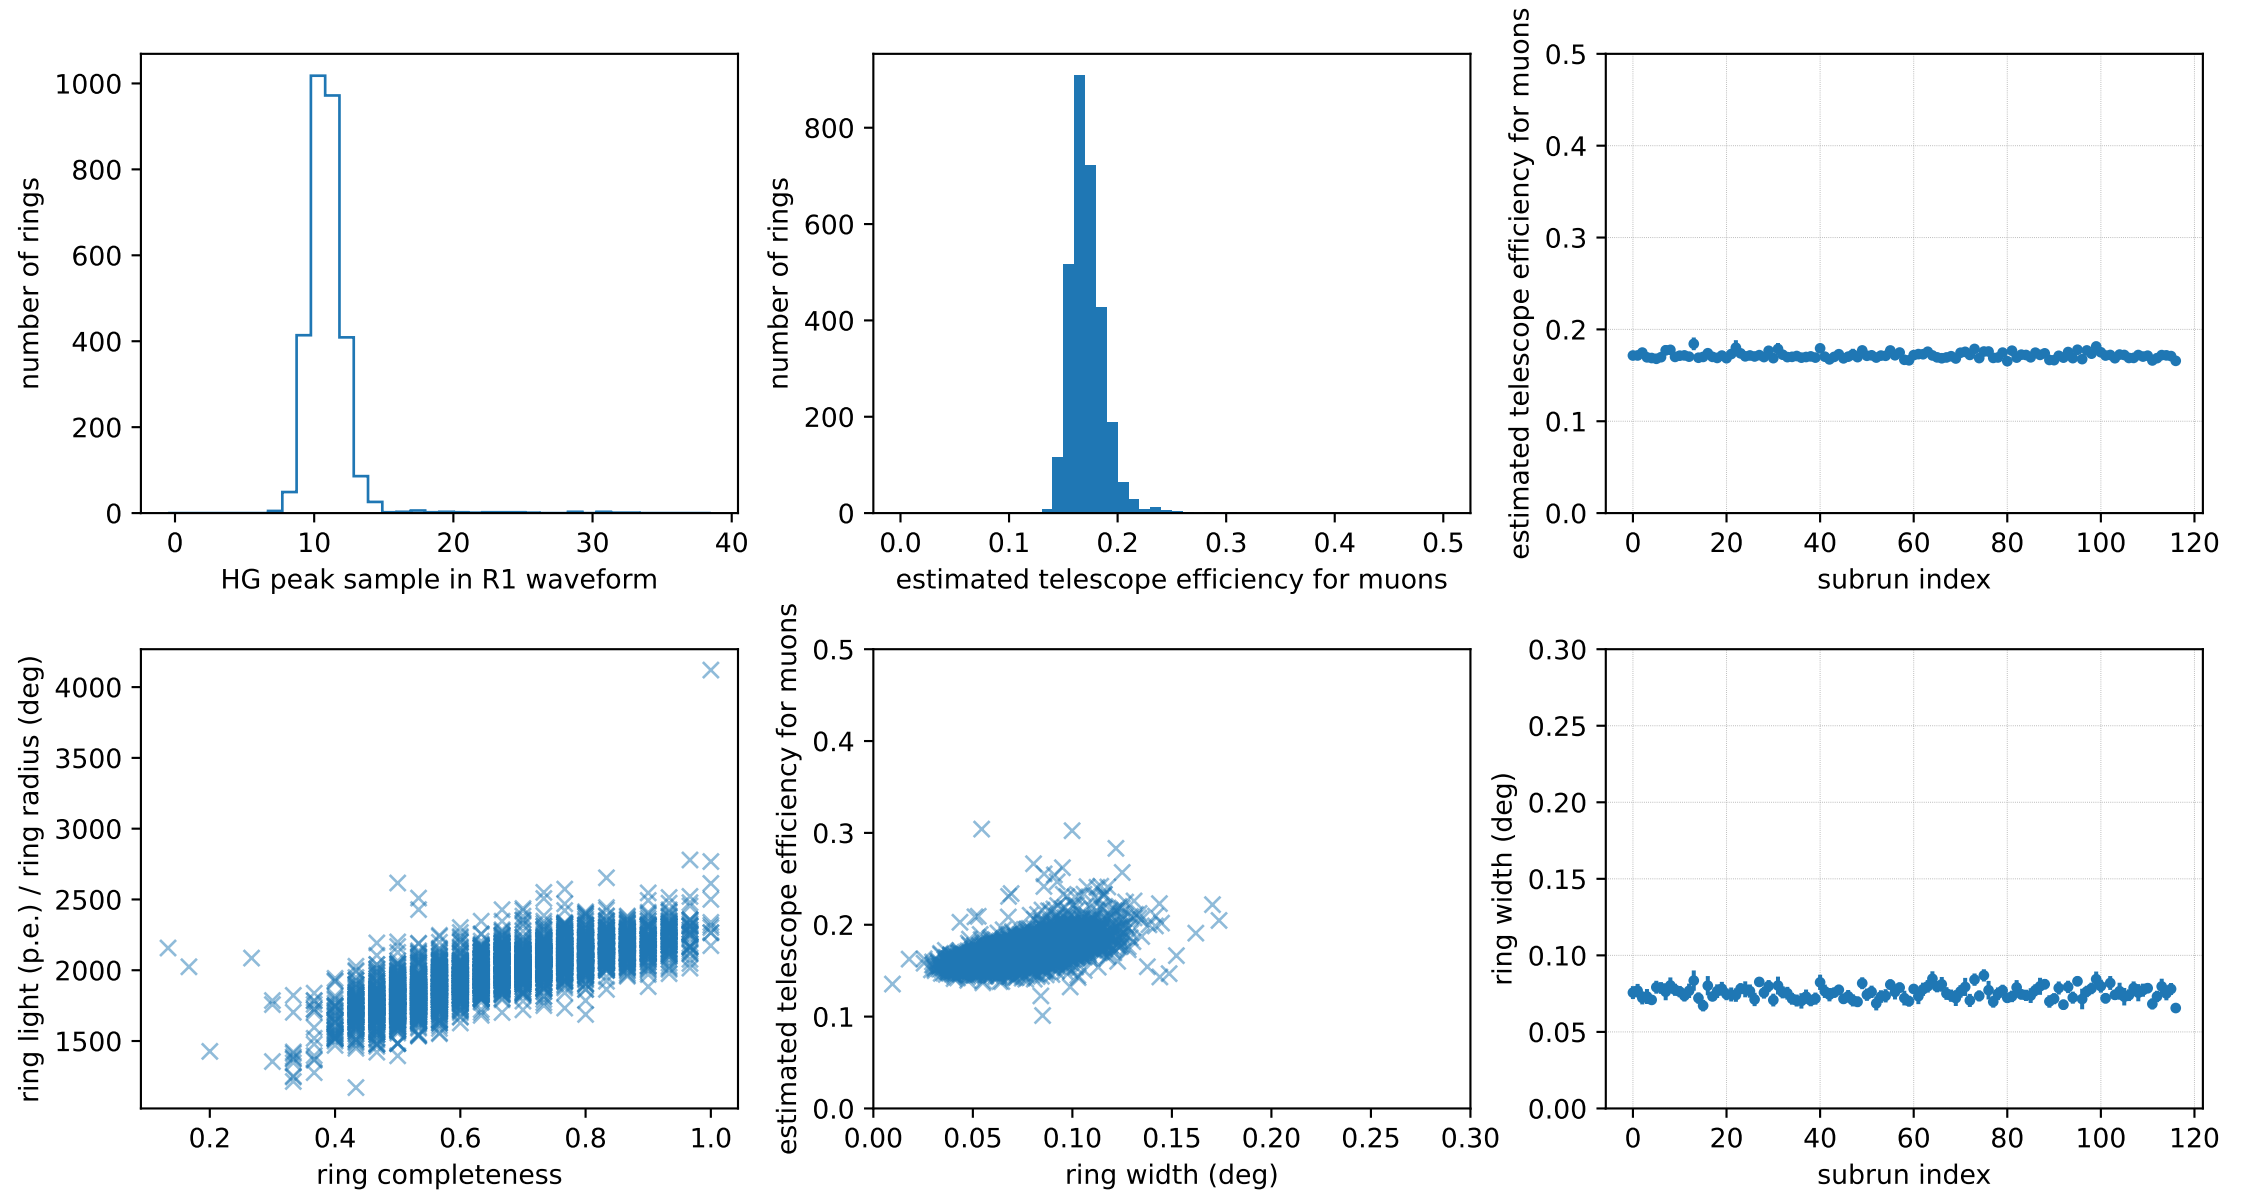 1000
800
600
400
200
0
number of rings
0 10 20 30 40
HG peak sample in R1 waveform
800
600
400
200
0
number of rings
0.0 0.1 0.2 0.3 0.4 0.5
estimated telescope efficiency for muons
0.5
0.4
0.3
0.2
0.1
0.0
estimated telescope efficiency for muons
0 20 40 60 80 100 120
subrun index
4000
3500
3000
2500
2000
1500
ring light (p.e.) / ring radius (deg)
0.2 0.4 0.6 0.8 1.0
ring completeness
0.5
0.4
0.3
0.2
0.1
0.0
estimated telescope efficiency for muons
0.00 0.05 0.10 0.15 0.20 0.25 0.30
ring width (deg)
0.30
0.25
0.20
0.15
0.10
0.05
0.00
ring width (deg)
0 20 40 60 80 100 120
subrun index